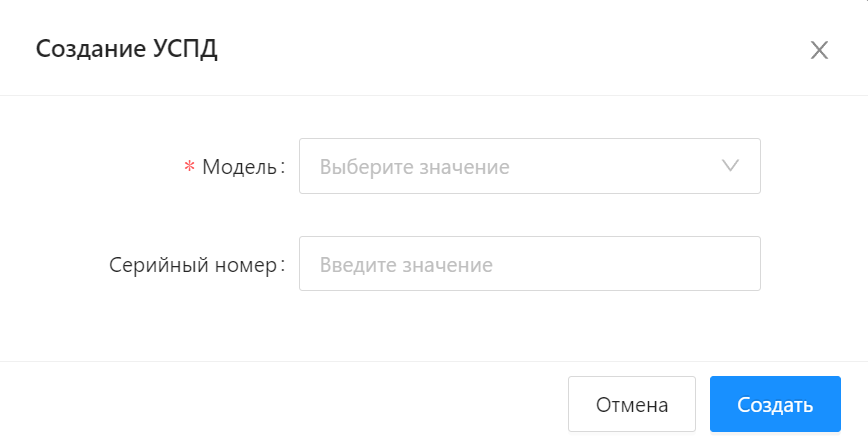 Создание УСПД
* Модель:
Выберите значение
Серийный номер:
Введите значение
Отмена
Создать